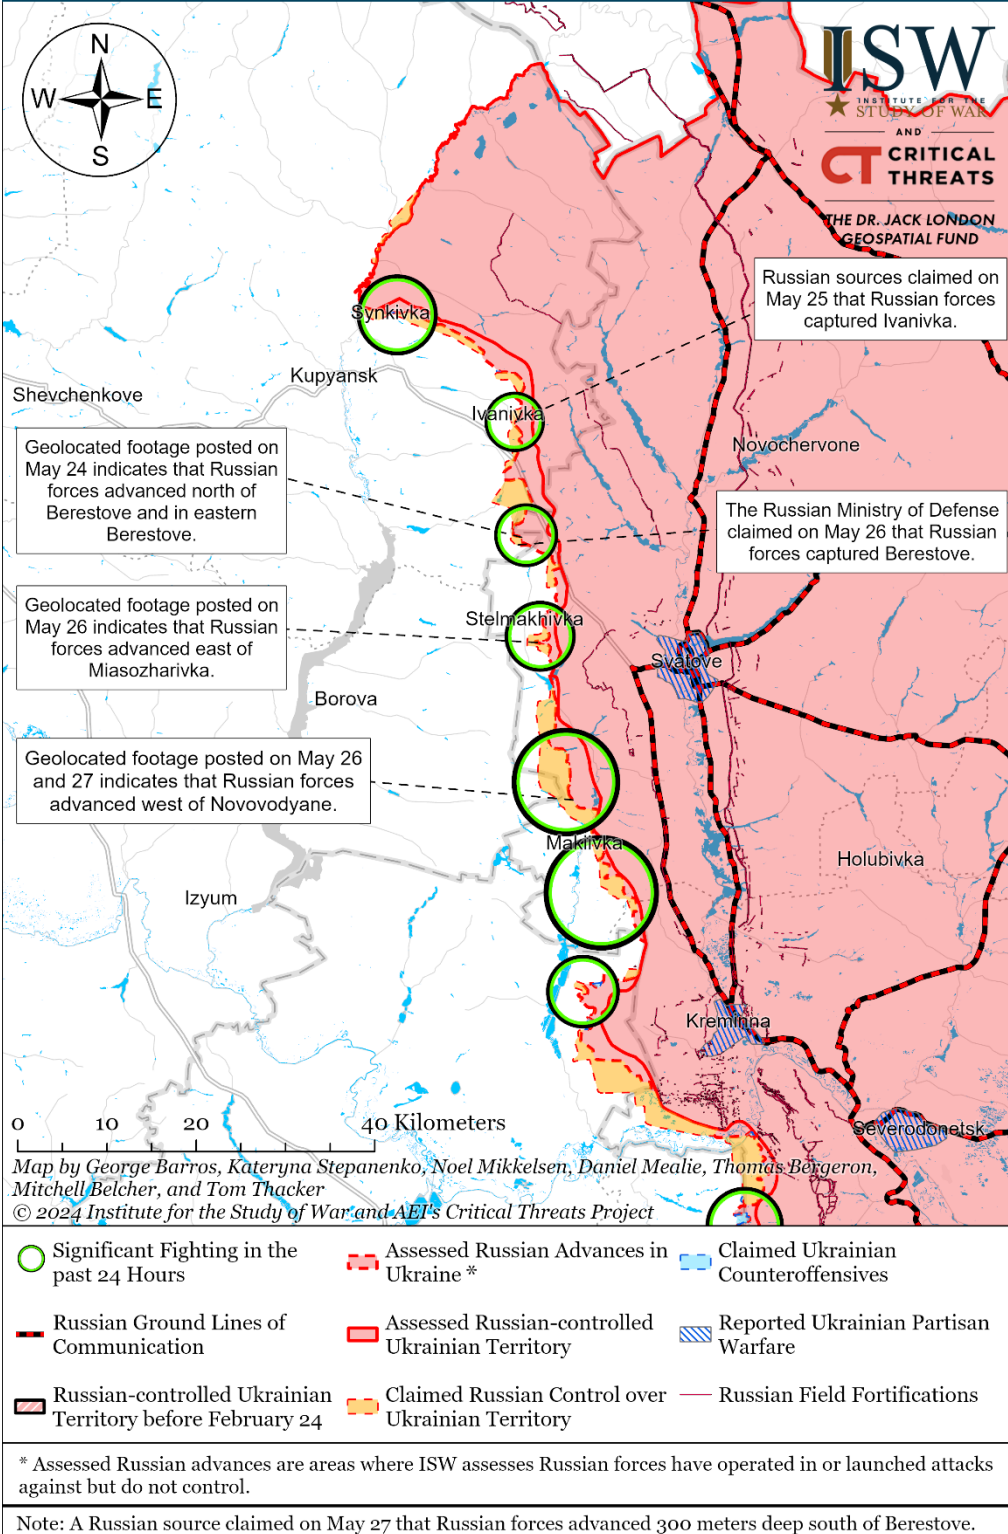 N
W
E
S
ISW
INSTITUTE FOR THE
STUDY OF WAR
AND
CT CRITICAL
THREATS
THE DR. JACK LONDON
GEOSPATIAL FUND
Russian sources claimed on
May 25 that Russian forces
captured Ivanivka.
Synkivka
Kupyansk
Shevchenkove
Ivanivka
Novochervone
Geolocated footage posted on
May 24 indicates that Russian
forces advanced north of
Berestove and in eastern
Berestove.
The Russian Ministry of Defense
claimed on May 26 that Russian
forces captured Berestove.
Geolocated footage posted on
May 26 indicates that Russian
forces advanced east of
Miasozharivka.
Stelmakhivka
Svatove
Borova
Geolocated footage posted on May 26
and 27 indicates that Russian forces
advanced west of Novovodyane.
Makiivka
Holubivka
Izyum
Kreminna
Severodonetsk
0 20 40 Kilometers
Map by George Barros, Kateryna Stepanenko, Noel Mikkelsen, Daniel Mealie, Thomas Bergeron,
Mitchell Belcher, and Tom Thacker
© 2024 Institute for the Study of War and AEI's Critical Threats Project
Significant Fighting in the
past 24 Hours
Assessed Russian Advances in
Ukraine *
Claimed Ukrainian
Counteroffensives
Russian Ground Lines of
Communication
Assessed Russian-controlled
Ukrainian Territory
Reported Ukrainian Partisan
Warfare
Russian-controlled Ukrainian
Territory before February 24
Claimed Russian Control over
Ukrainian Territory
Russian Field Fortifications
* Assessed Russian advances are areas where ISW assesses Russian forces have operated in or launched attacks
against but do not control.
Note: A Russian source claimed on May 27 that Russian forces advanced 300 meters deep south of Berestove.